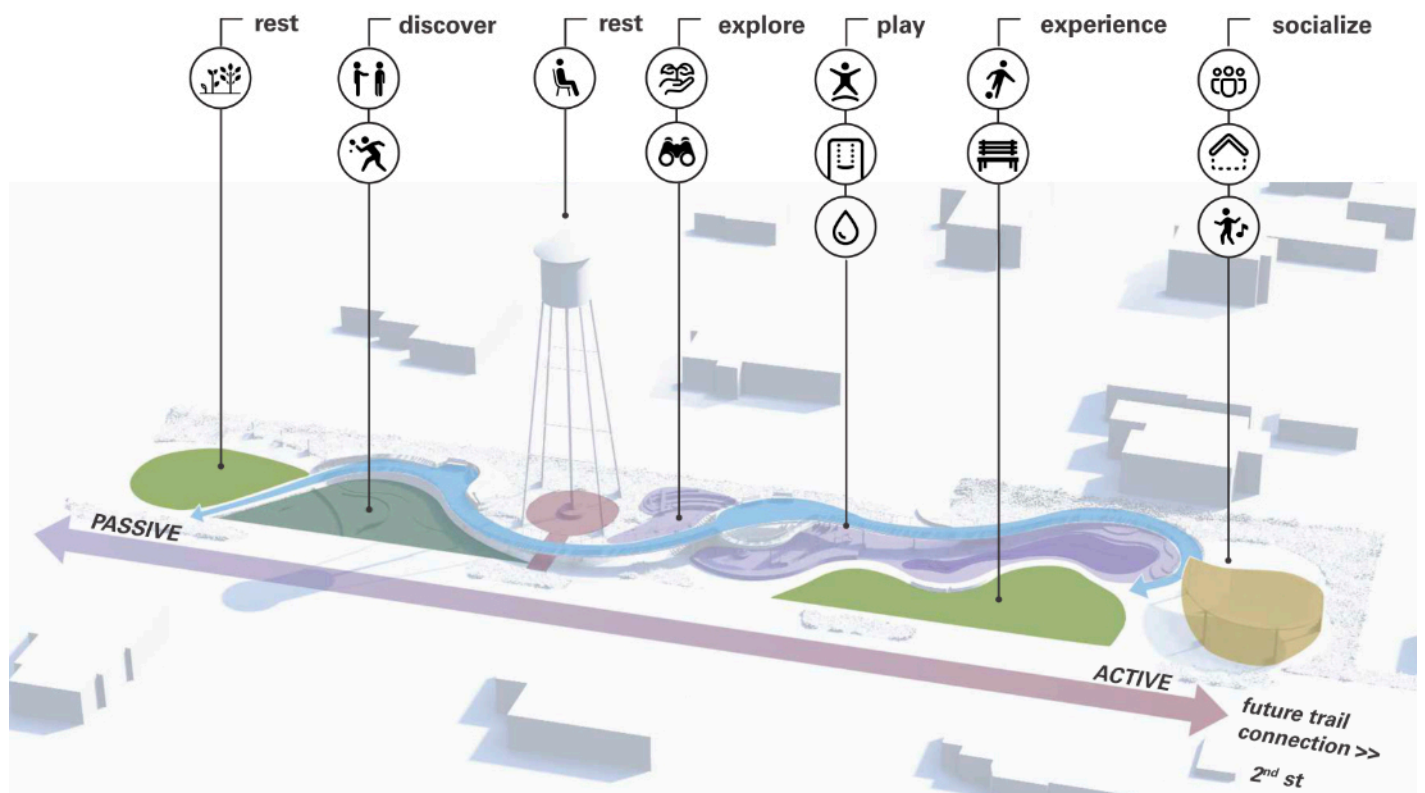 rest
discover
rest
explore
play
experience
socialize
PASSIVE
ACTIVE
future trail
connection >>
2nd st